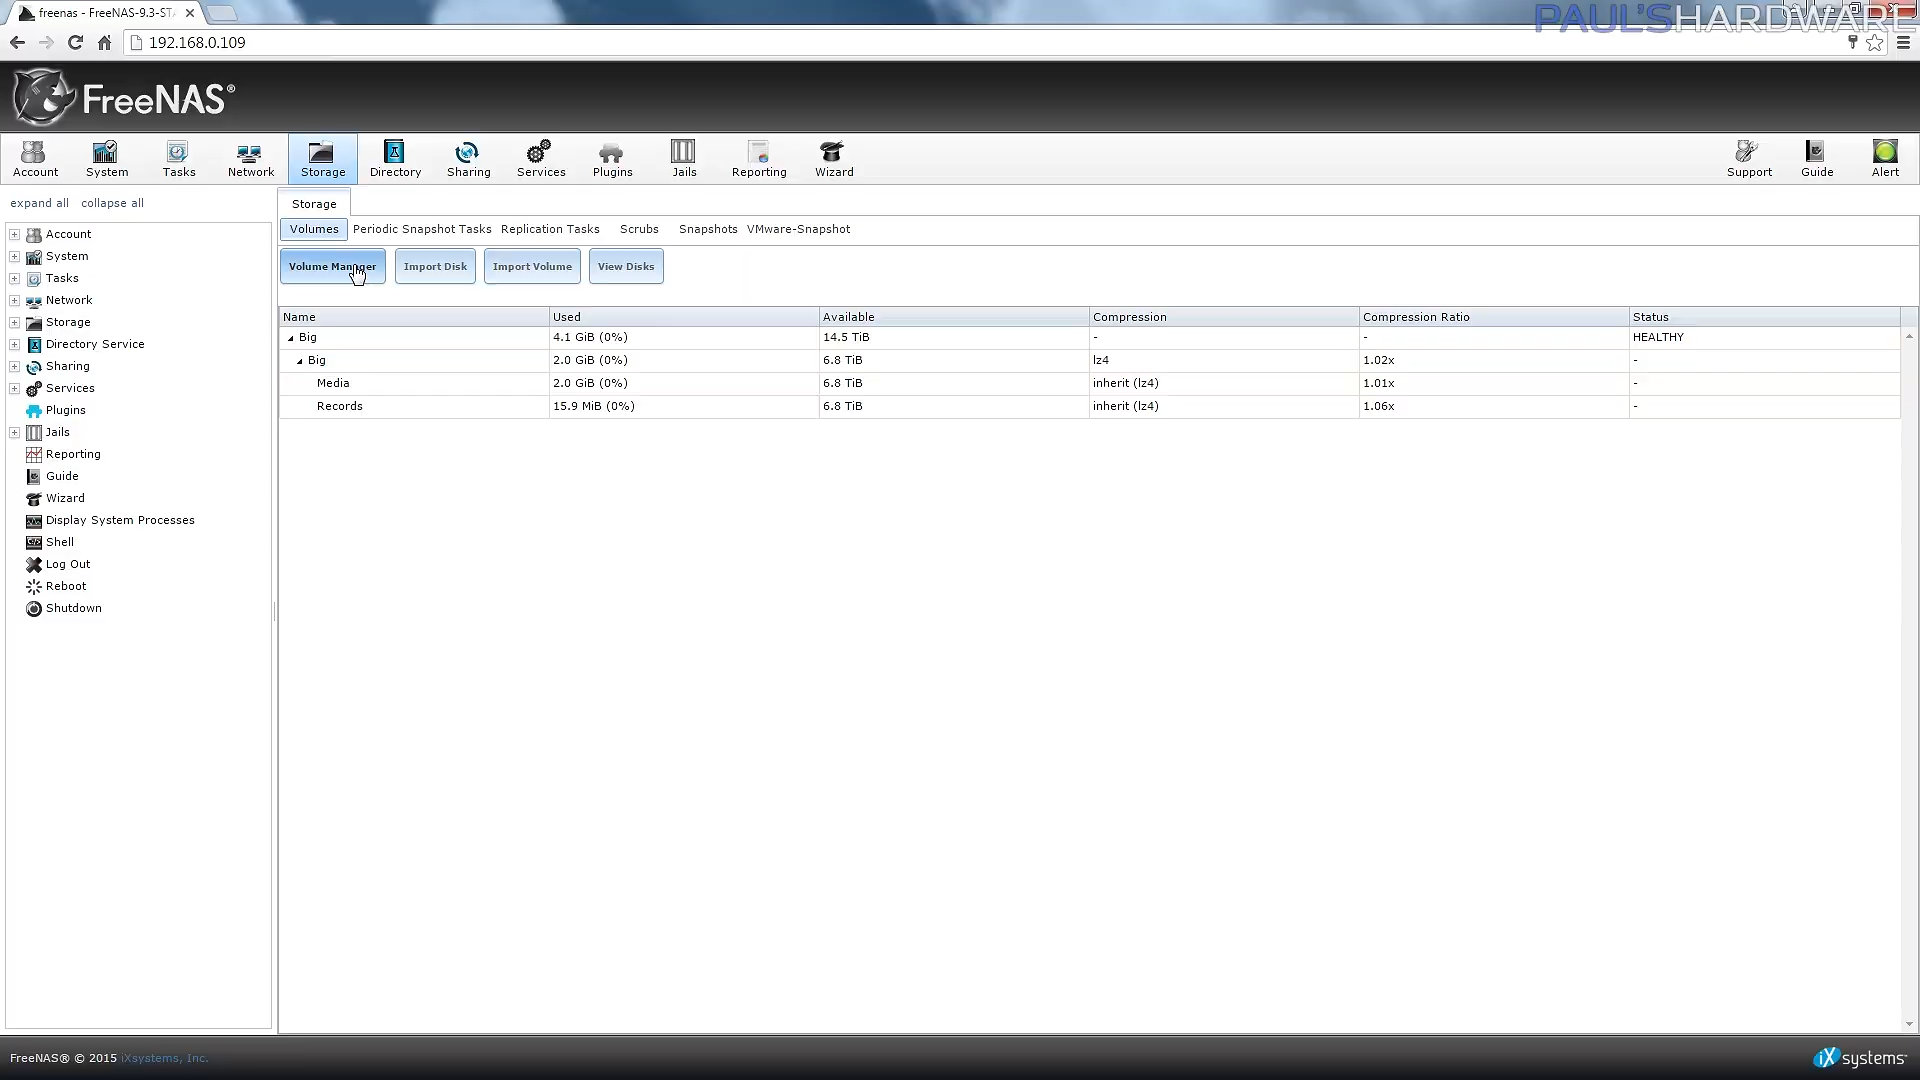 freenas - FreeNAS-9.3-STA
PAUL'SHARDWARE
192.168.0.109
FreeNAS®
Account System Tasks Network Storage Directory Sharing Services Plugins Jails Reporting Wizard Support Guide Alert
expand all collapse all
Account
System
Tasks
Network
Storage
Directory Service
Sharing
Services
Plugins
Jails
Reporting
Guide
Wizard
Display System Processes
Shell
Log Out
Reboot
Shutdown
Storage
Volumes Periodic Snapshot Tasks Replication Tasks Scrubs Snapshots VMware-Snapshot
Volume Manager Import Disk Import Volume View Disks
Name Used Available Compression Compression Ratio Status
Big 4.1 GiB (0%) 14.5 TiB - - HEALTHY
Big 2.0 GiB (0%) 6.8 TiB lz4 1.02x -
Media 2.0 GiB (0%) 6.8 TiB inherit (lz4) 1.01x -
Records 15.9 MiB (0%) 6.8 TiB inherit (lz4) 1.06x -
FreeNAS® © 2015 iXsystems, Inc.
iXsystems